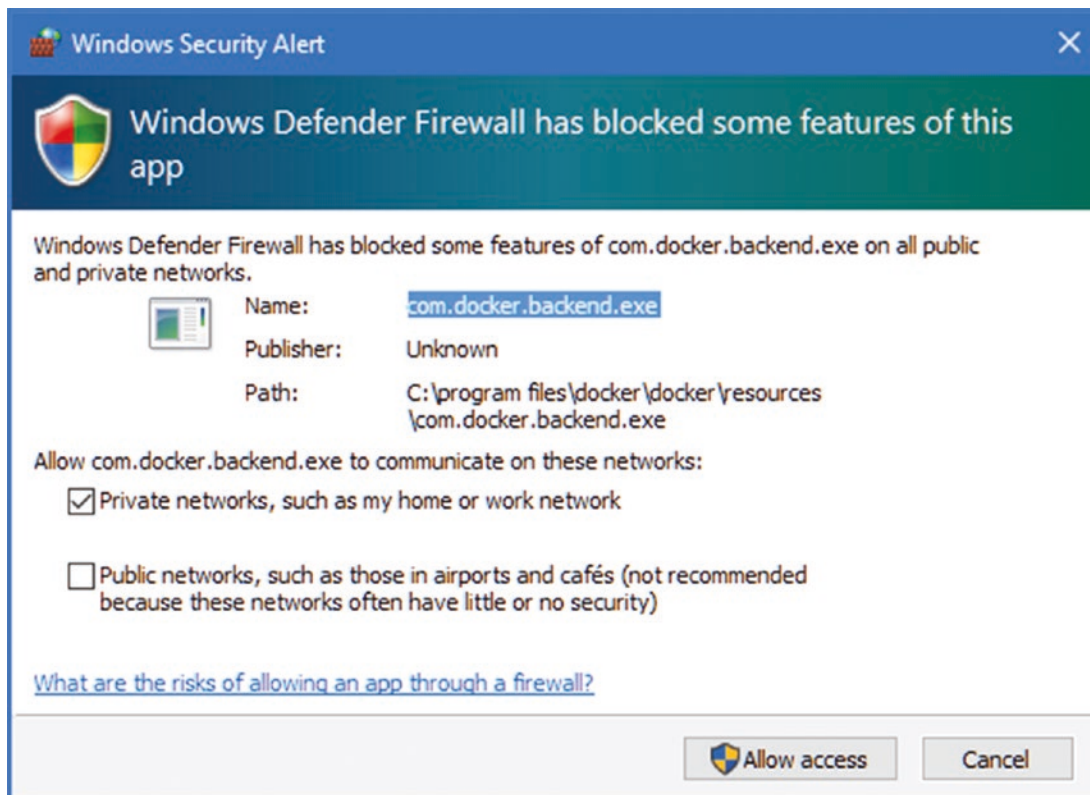 Windows Security Alert
Windows Defender Firewall has blocked some features of this
app
Windows Defender Firewall has blocked some features of com.docker.backend.exe on all public
and private networks.
Name: com.docker.backend.exe
Publisher: Unknown
Path: C:\program files\docker\docker\resources
\com.docker.backend.exe
Allow com.docker.backend.exe to communicate on these networks:
Private networks, such as my home or work network
Public networks, such as those in airports and cafés (not recommended
because these networks often have little or no security)
What are the risks of allowing an app through a firewall?
Allow access Cancel